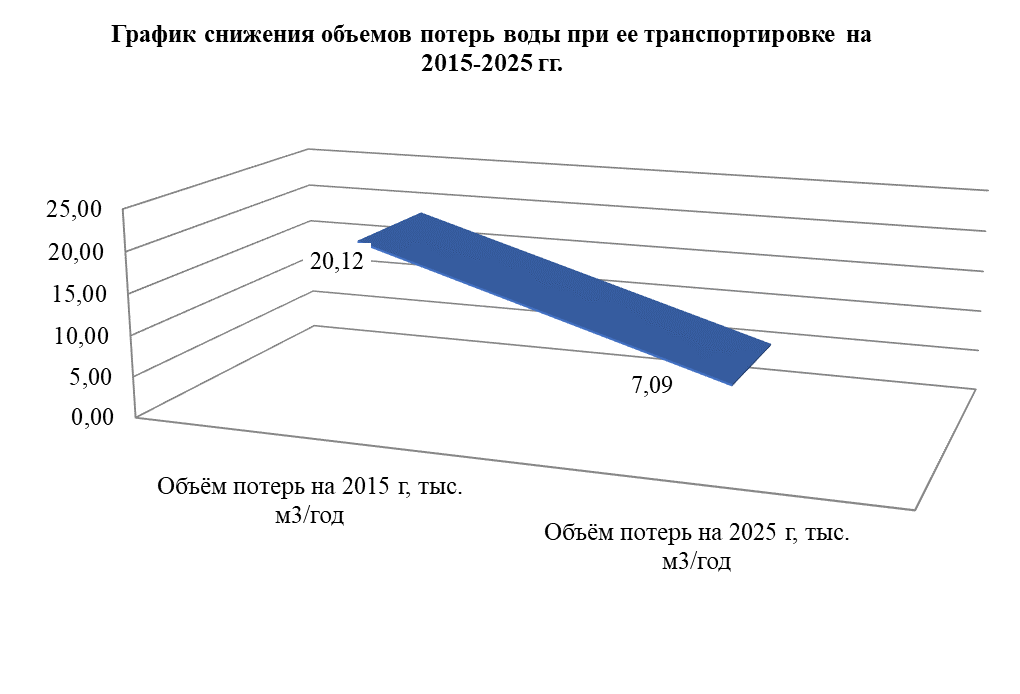 График снижения объемов потерь воды при ее транспортировке на
2015-2025 гг.
25,00
20,00
15,00
10,00
5,00
0,00
20,12
7,09
Объём потерь на 2015 г, тыс.
м3/год
Объём потерь на 2025 г, тыс.
м3/год